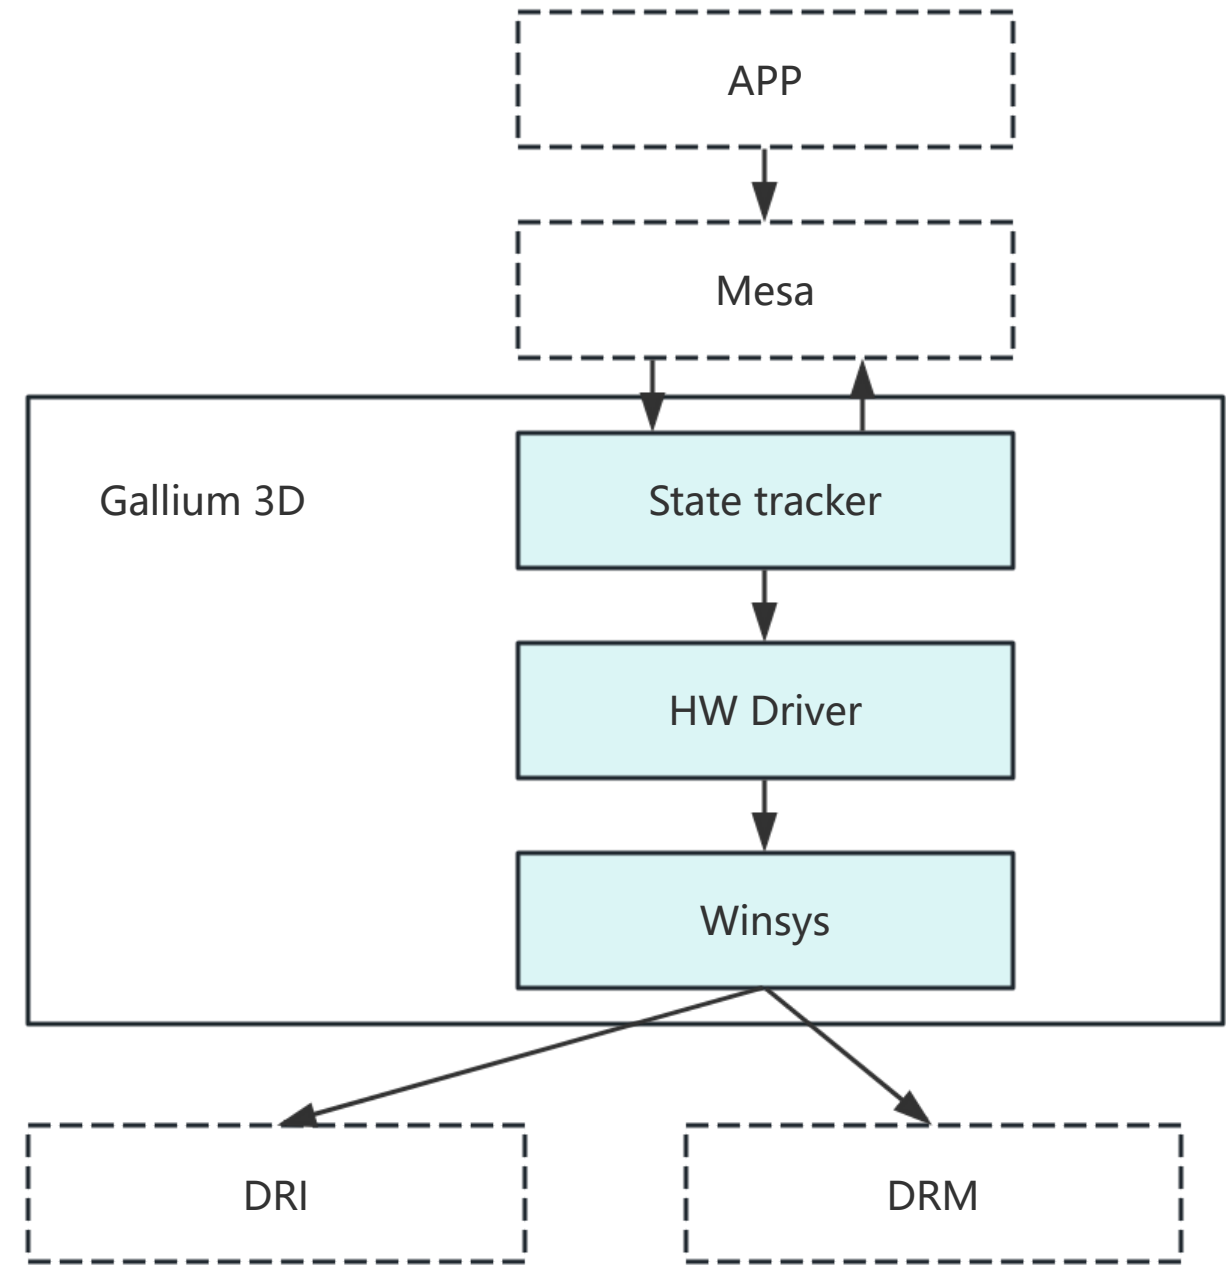 APP
Mesa
Gallium 3D
State tracker
HW Driver
Winsys
DRI
DRM